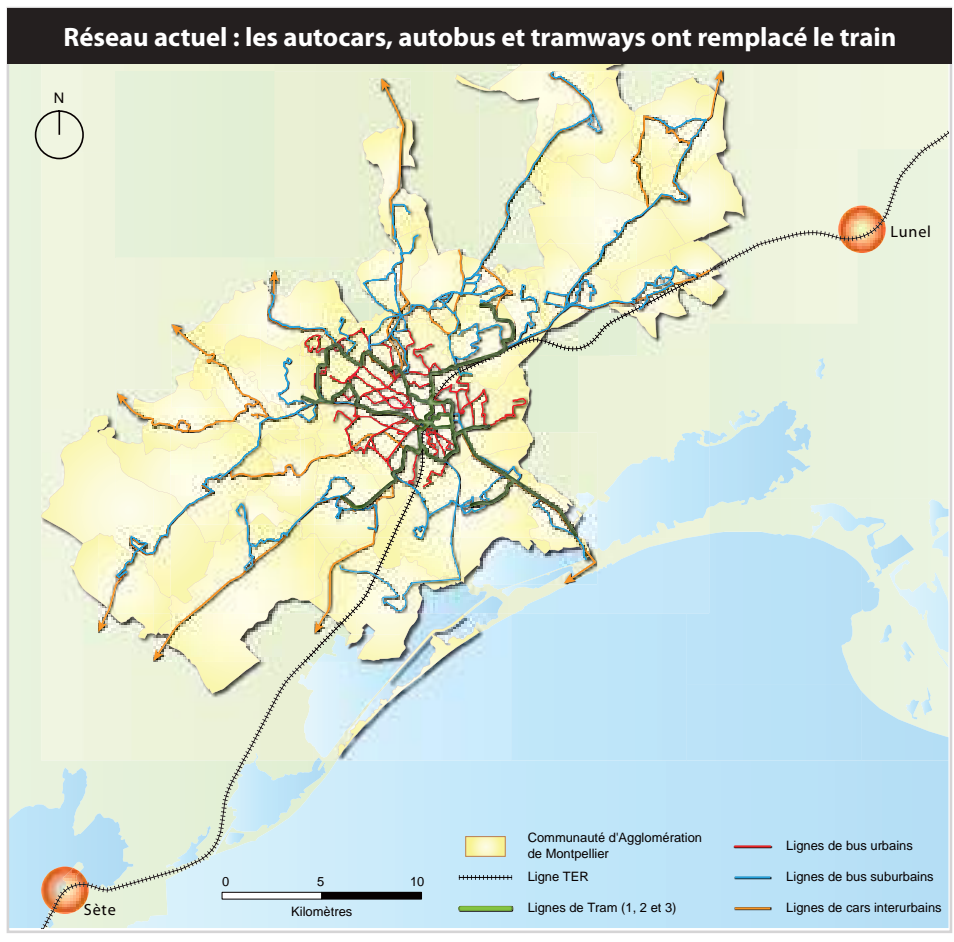 Réseau actuel : les autocars, autobus et tramways ont remplacé le train
N
Lunel
Sète
0 5 10
Kilomètres
Communauté d'Agglomération
de Montpellier
Ligne TER
Lignes de Tram (1, 2 et 3)
Lignes de bus urbains
Lignes de bus suburbains
Lignes de cars interurbains